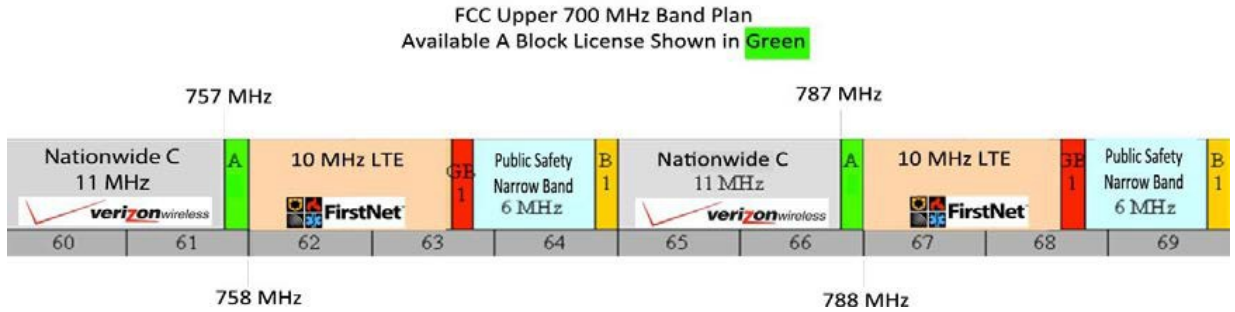 FCC Upper 700 MHz Band Plan
Available A Block License Shown in Green
757 MHz
787 MHz
Nationwide C
11 MHz
verizonwireless
A
10 MHz LTE
FirstNet
GB
1
Public Safety
Narrow Band
6 MHz
B
1
Nationwide C
11 MHz
verizonwireless
A
10 MHz LTE
FirstNet
GB
1
Public Safety
Narrow Band
6 MHz
B
1
60
61
62
63
64
65
66
67
68
69
758 MHz
788 MHz